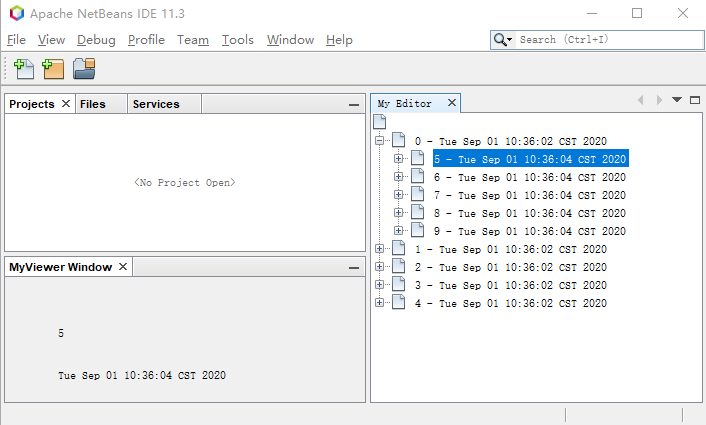 Apache NetBeans IDE 11.3
File View Debug Profile Team Tools Window Help
Search (Ctrl+I)
Projects Files Services
<No Project Open>
MyViewer Window
5
Tue Sep 01 10:36:04 CST 2020
My Editor
0 - Tue Sep 01 10:36:02 CST 2020
5 - Tue Sep 01 10:36:04 CST 2020
6 - Tue Sep 01 10:36:04 CST 2020
7 - Tue Sep 01 10:36:04 CST 2020
8 - Tue Sep 01 10:36:04 CST 2020
9 - Tue Sep 01 10:36:04 CST 2020
1 - Tue Sep 01 10:36:02 CST 2020
2 - Tue Sep 01 10:36:02 CST 2020
3 - Tue Sep 01 10:36:02 CST 2020
4 - Tue Sep 01 10:36:02 CST 2020